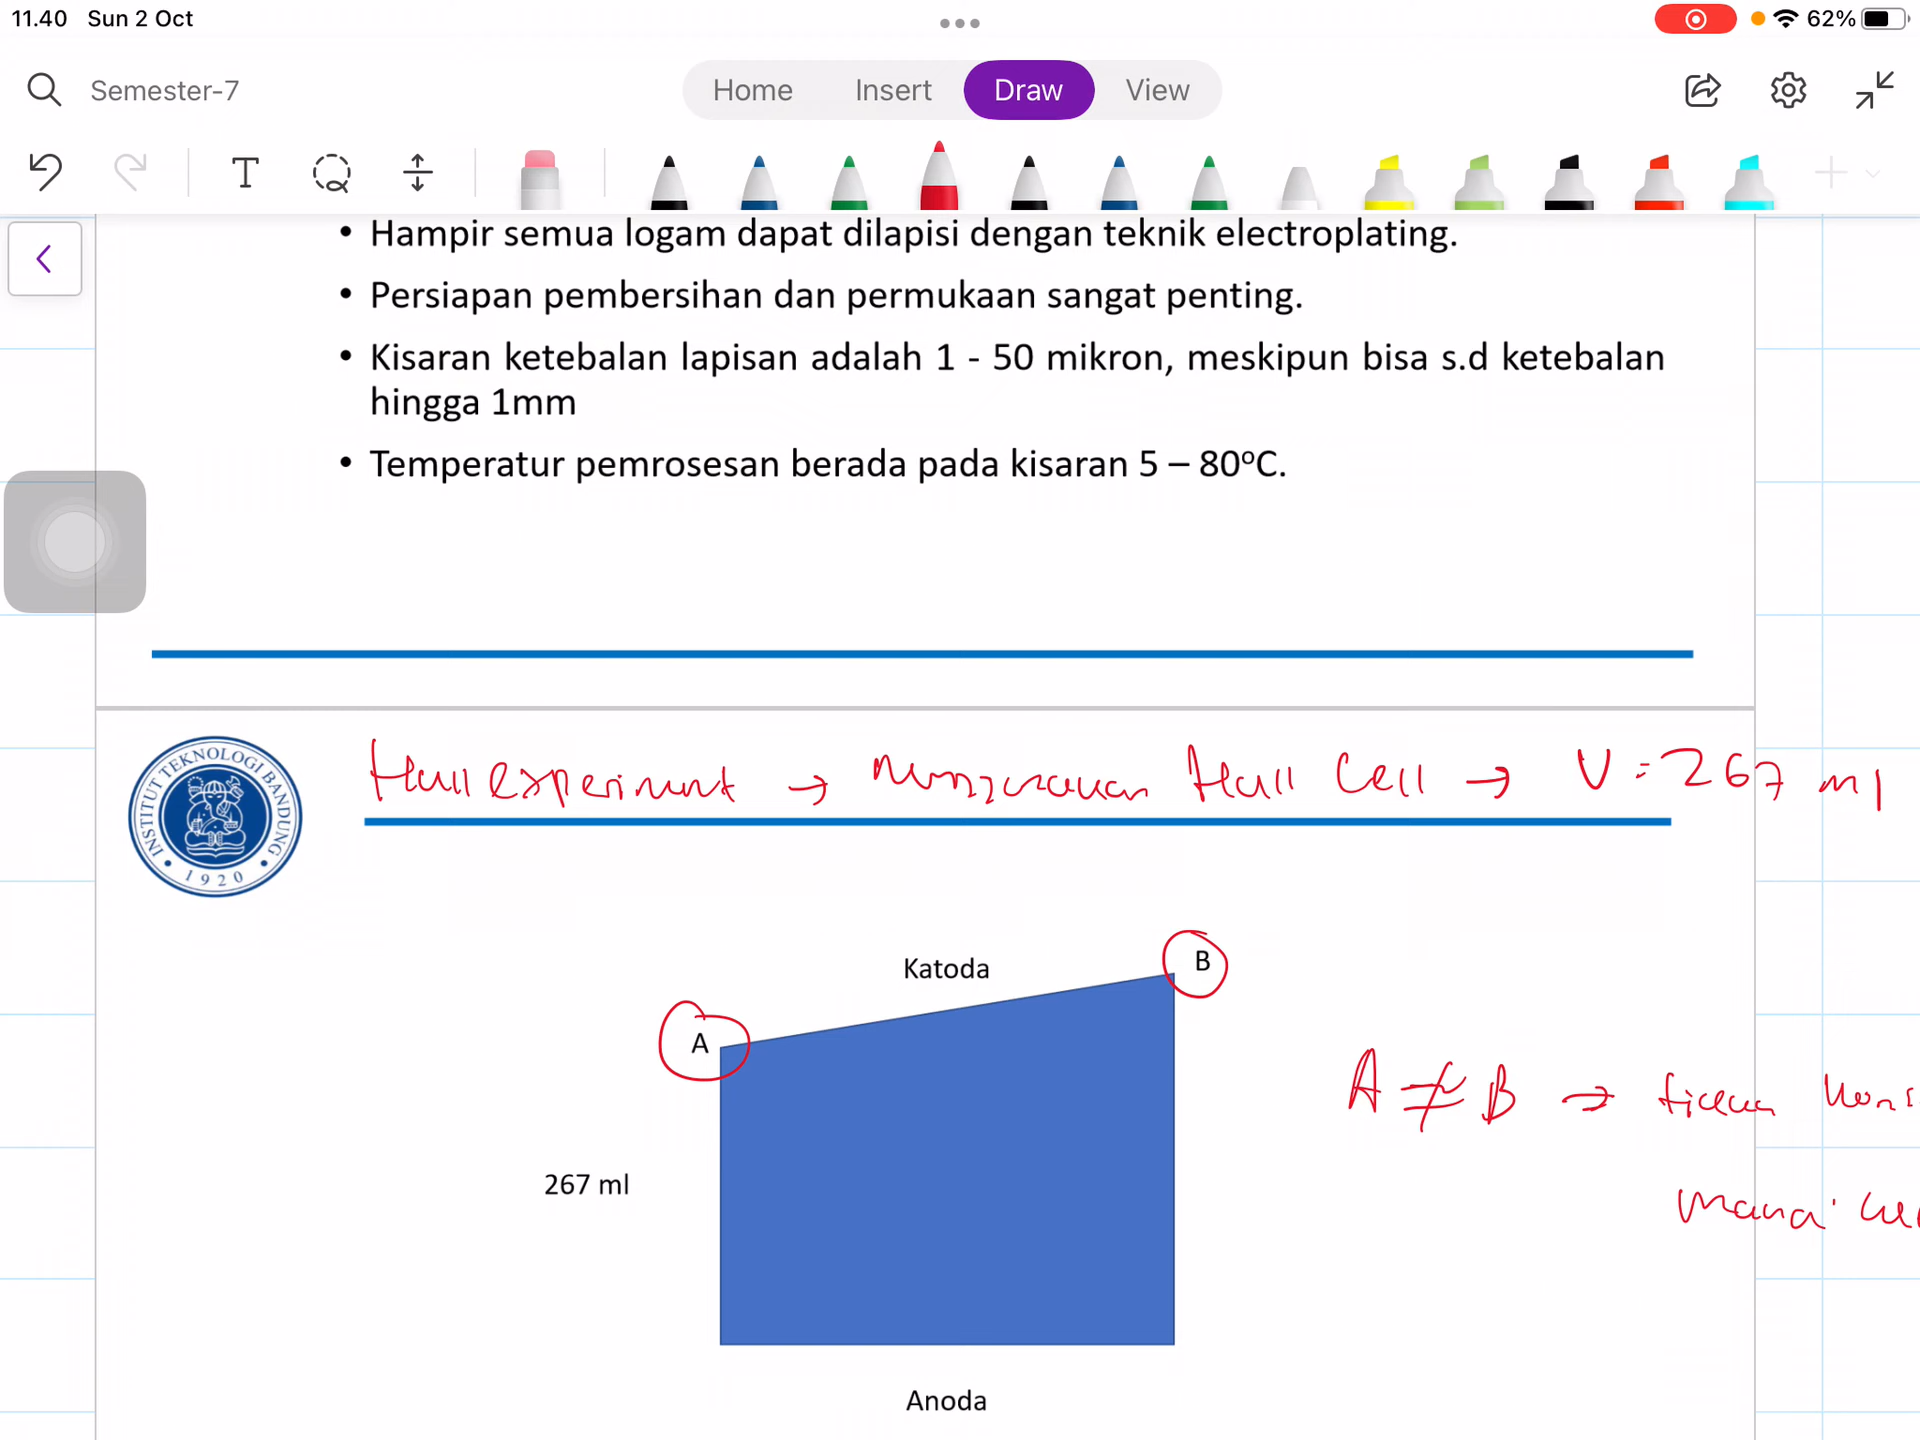 11.40 Sun 2 Oct
62%
Semester-7
Home Insert Draw View
T
• Hampir semua logam dapat dilapisi dengan teknik electroplating.
• Persiapan pembersihan dan permukaan sangat penting.
• Kisaran ketebalan lapisan adalah 1 - 50 mikron, meskipun bisa s.d ketebalan
hingga 1mm
• Temperatur pemrosesan berada pada kisaran 5 – 80°C.
INSTITUT TEKNOLOGI BANDUNG
1920
Hull experiment → menggunakan Hull Cell → V = 267 ml
Katoda
B
A
A ≠ B →
267 ml
Anoda